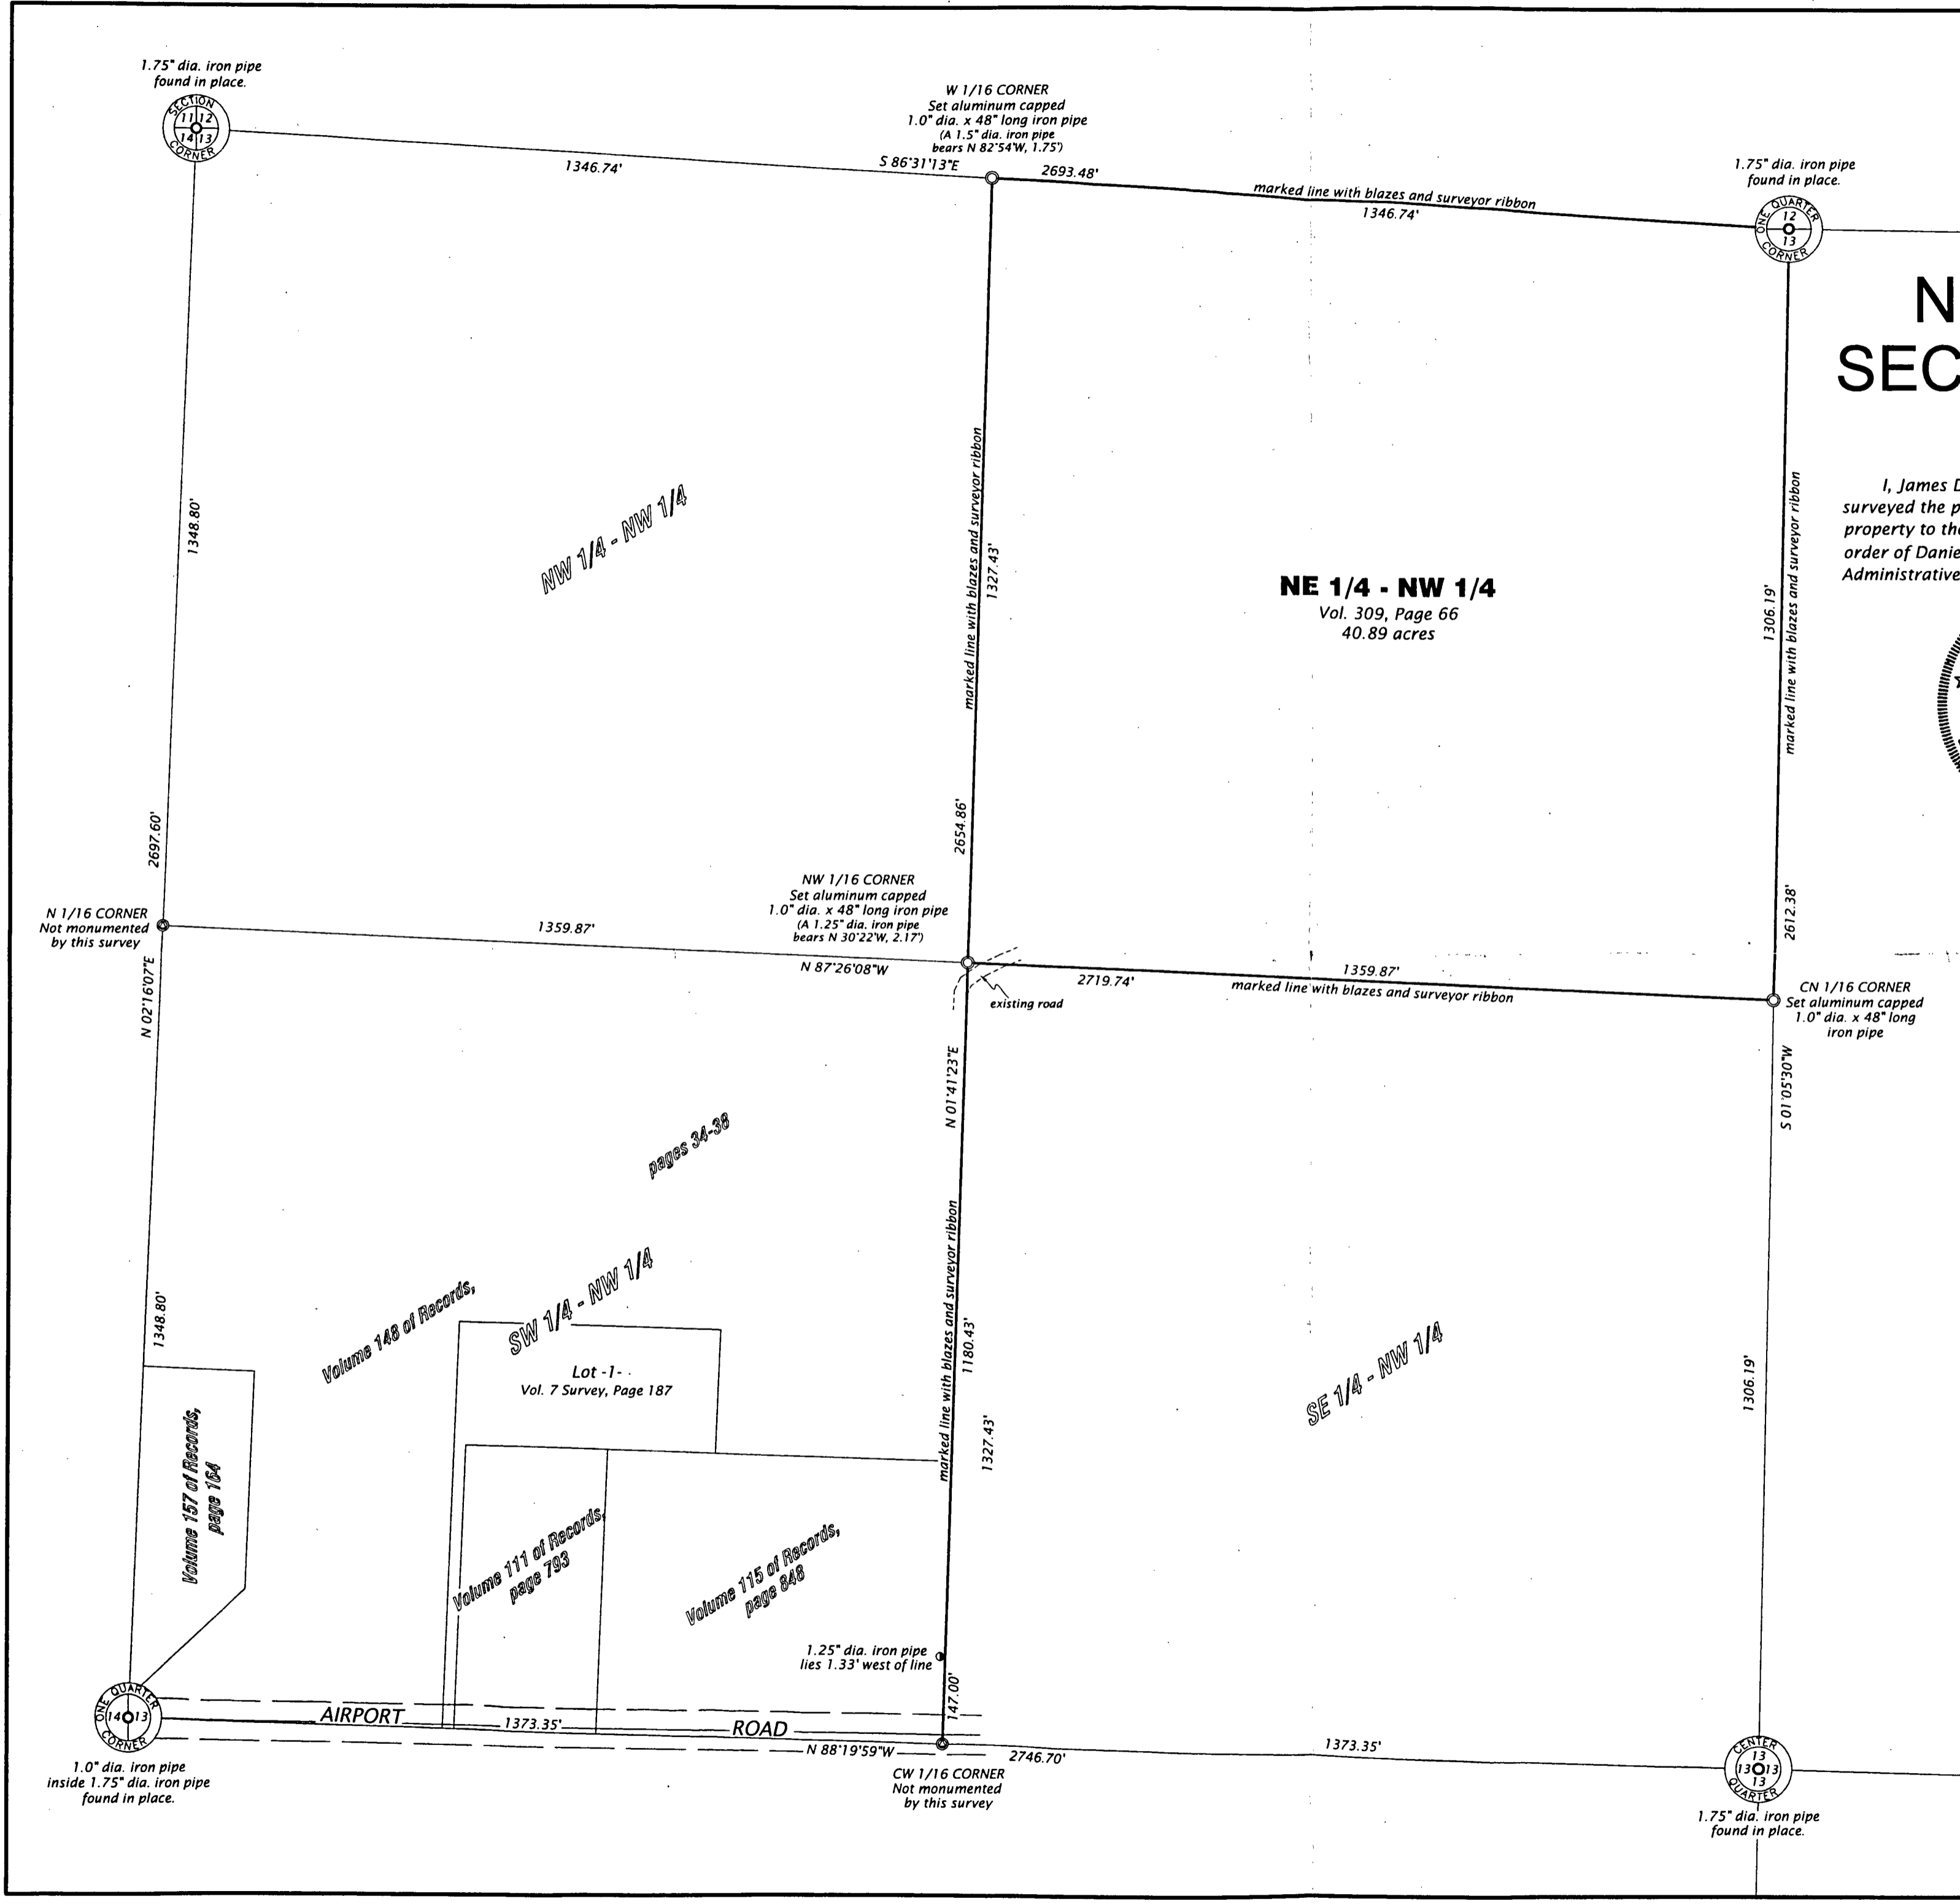 1.75" dia. iron pipe
found in place.
SECTION
11 12
14 13
CORNER
W 1/16 CORNER
Set aluminum capped
1.0" dia. x 48" long iron pipe
(A 1.5" dia. iron pipe
bears N 82°54'W, 1.75')
1346.74'
S 86°31'13"E
2693.48'
marked line with blazes and surveyor ribbon
1346.74'
1.75" dia. iron pipe
found in place.
ONE QUARTER
12
13
CORNER
N
SEC
I, James D
surveyed the p
property to the
order of Danie
Administrative
1348.80'
NW 1/4 - NW 1/4
marked line with blazes and surveyor ribbon
1327.43'
NE 1/4 - NW 1/4
Vol. 309, Page 66
40.89 acres
1306.19'
marked line with blazes and surveyor ribbon
2697.60'
2654.86'
2612.38'
N 1/16 CORNER
Not monumented
by this survey
1359.87'
NW 1/16 CORNER
Set aluminum capped
1.0" dia. x 48" long iron pipe
(A 1.25" dia. iron pipe
bears N 30°22'W, 2.17')
N 87°26'08"W
existing road
2719.74'
1359.87'
marked line with blazes and surveyor ribbon
CN 1/16 CORNER
Set aluminum capped
1.0" dia. x 48" long
iron pipe
N 02°16'07"E
N 01°41'23"E
S 01°05'30"W
pages 34-38
Volume 148 of Records,
SW 1/4 - NW 1/4
1348.80'
Lot -1-
Vol. 7 Survey, Page 187
marked line with blazes and surveyor ribbon
1180.43'
1327.43'
SE 1/4 - NW 1/4
1306.19'
Volume 157 of Records,
page 164
Volume 111 of Records,
page 793
Volume 115 of Records,
page 848
1.25" dia. iron pipe
lies 1.33' west of line
147.00'
ONE QUARTER
14 13
CORNER
AIRPORT
1373.35'
ROAD
N 88°19'59"W
2746.70'
1373.35'
CENTER
13
13 13
13
QUARTER
1.0" dia. iron pipe
inside 1.75" dia. iron pipe
found in place.
CW 1/16 CORNER
Not monumented
by this survey
1.75" dia. iron pipe
found in place.